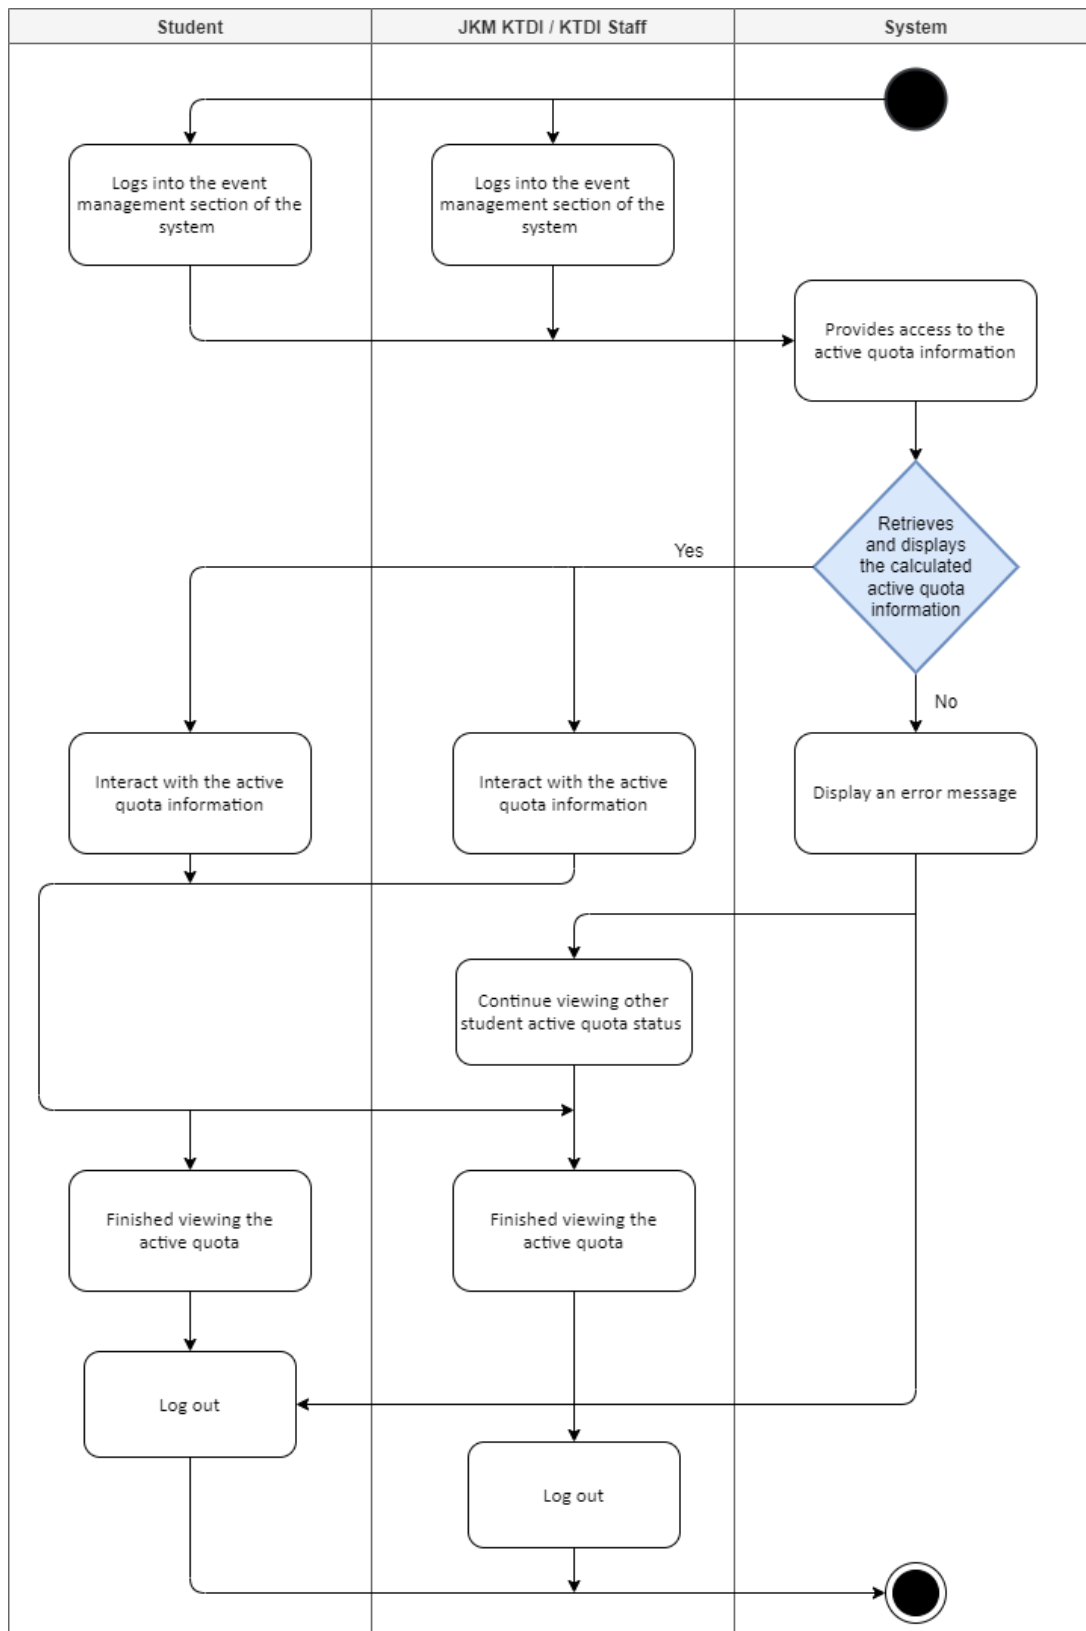 Student
JKM KTDI / KTDI Staff
System
Logs into the event
management section of the
system
Logs into the event
management section of the
system
Provides access to the
active quota information
Retrieves
and displays
the calculated
active quota
information
Yes
No
Interact with the active
quota information
Interact with the active
quota information
Display an error message
Continue viewing other
student active quota status
Finished viewing the
active quota
Finished viewing the
active quota
Log out
Log out